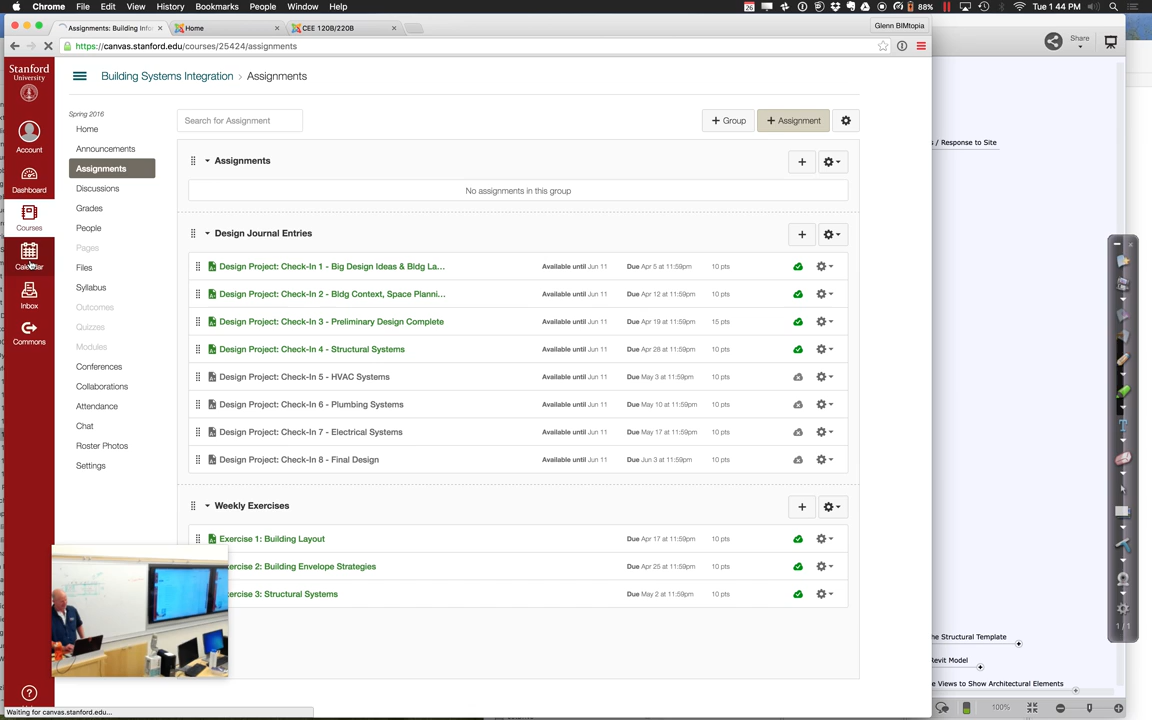 Chrome File Edit View History Bookmarks People Window Help
26 88% Tue 1:44 PM
Assignments: Building Info Home CEE 120B/220B Glenn BIMtopia
https://canvas.stanford.edu/courses/25424/assignments
Share
Stanford
University
Building Systems Integration > Assignments
Account
Dashboard
Courses
Calendar
Inbox
Commons
Spring 2016
Home
Announcements
Assignments
Discussions
Grades
People
Pages
Files
Syllabus
Outcomes
Quizzes
Modules
Conferences
Collaborations
Attendance
Chat
Roster Photos
Settings
Search for Assignment + Group + Assignment
Assignments
No assignments in this group
Design Journal Entries
Design Project: Check-In 1 - Big Design Ideas & Bldg La... Available until Jun 11 Due Apr 5 at 11:59pm 10 pts
Design Project: Check-In 2 - Bldg Context, Space Planni... Available until Jun 11 Due Apr 12 at 11:59pm 10 pts
Design Project: Check-In 3 - Preliminary Design Complete Available until Jun 11 Due Apr 19 at 11:59pm 15 pts
Design Project: Check-In 4 - Structural Systems Available until Jun 11 Due Apr 28 at 11:59pm 10 pts
Design Project: Check-In 5 - HVAC Systems Available until Jun 11 Due May 3 at 11:59pm 10 pts
Design Project: Check-In 6 - Plumbing Systems Available until Jun 11 Due May 10 at 11:59pm 10 pts
Design Project: Check-In 7 - Electrical Systems Available until Jun 11 Due May 17 at 11:59pm 10 pts
Design Project: Check-In 8 - Final Design Available until Jun 11 Due Jun 3 at 11:59pm 10 pts
Weekly Exercises
Exercise 1: Building Layout Due Apr 17 at 11:59pm 10 pts
ercise 2: Building Envelope Strategies Due Apr 25 at 11:59pm 10 pts
ercise 3: Structural Systems Due May 2 at 11:59pm 10 pts
/ Response to Site
he Structural Template
Revit Model
e Views to Show Architectural Elements
1 / 1
100%
Waiting for canvas.stanford.edu...